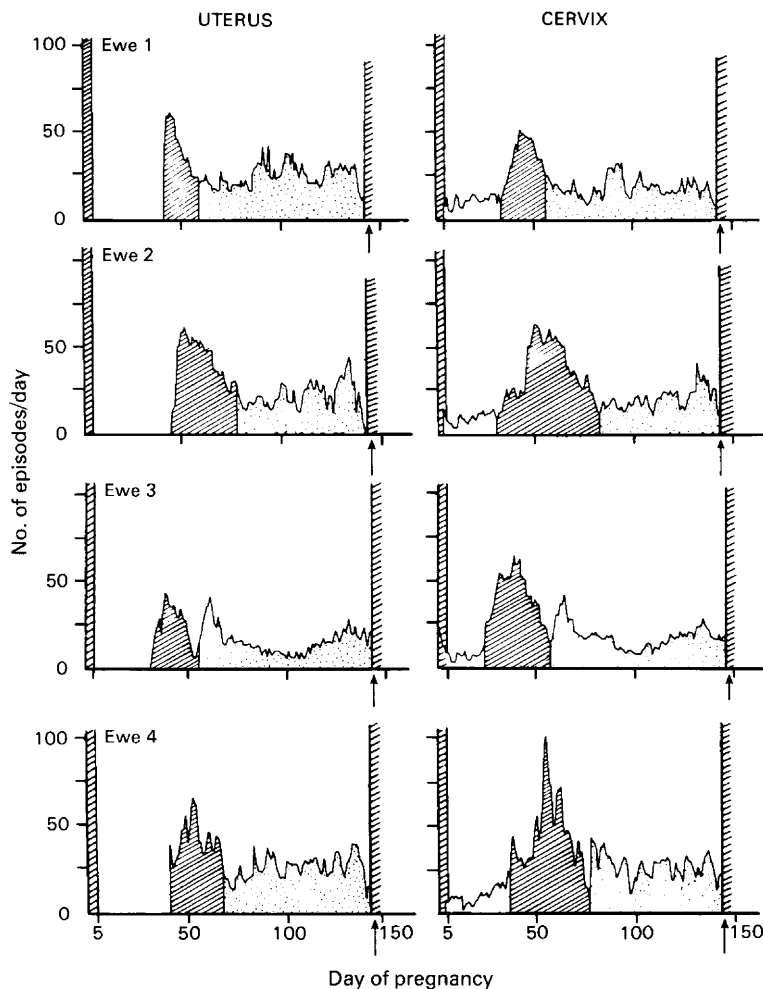 UTERUS CERVIX
100 Ewe 1
50
0
Ewe 2
50
0
No. of episodes/day
Ewe 3
50
0
100 Ewe 4
50
0
5 50 100 150 5 50 100 150
Day of pregnancy